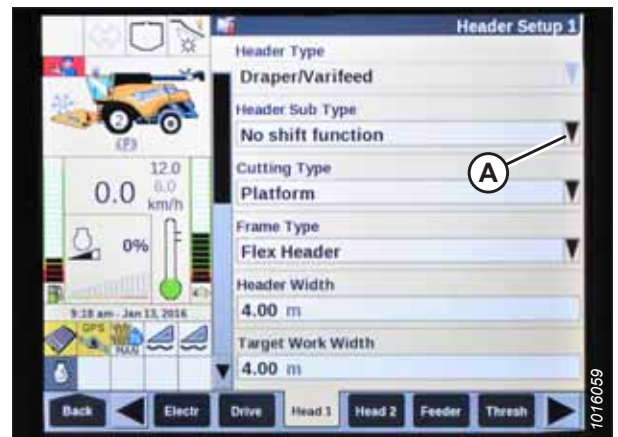 Header Setup 1
Header Type
Draper/Varifeed
Header Sub Type
No shift function
A
Cutting Type
Platform
Frame Type
Flex Header
Header Width
4.00 m
Target Work Width
4.00 m
2
(P)
12.0
0.0 6.0
km/h
0%
9:18 am - Jan 13, 2016
GPS
MAN
Back
Electr
Drive
Head 1
Head 2
Feeder
Thresh
1016059